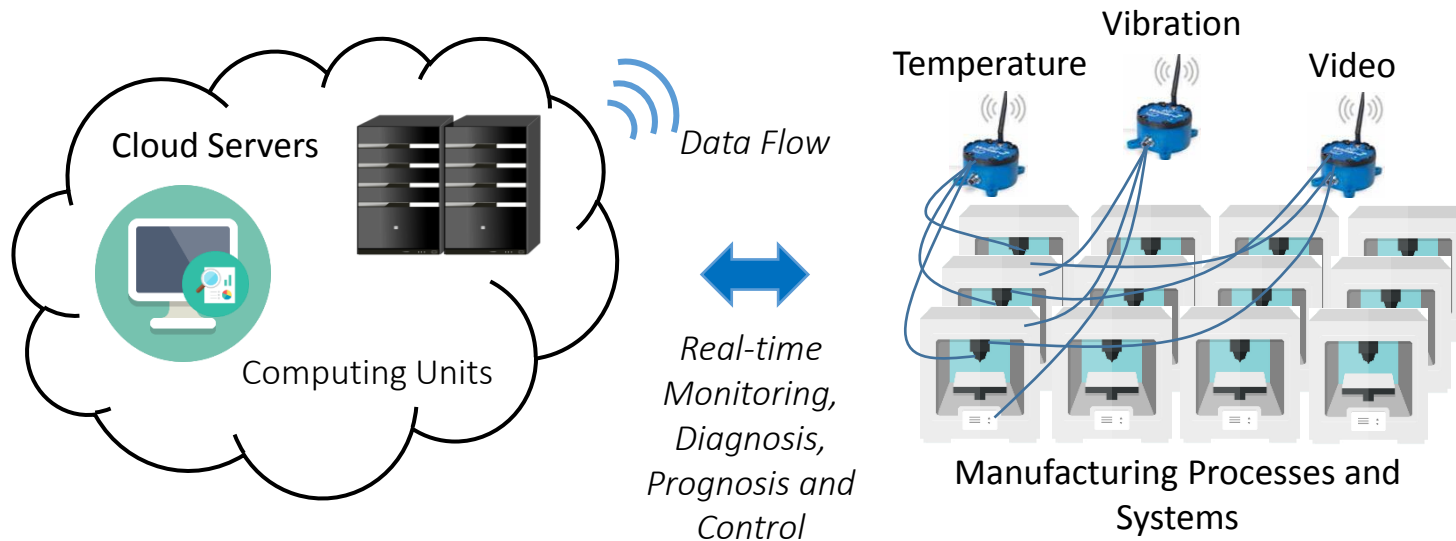 Cloud Servers
Computing Units
Data Flow
Real-time
Monitoring,
Diagnosis,
Prognosis and
Control
Temperature
Vibration
Video
Manufacturing Processes and
Systems